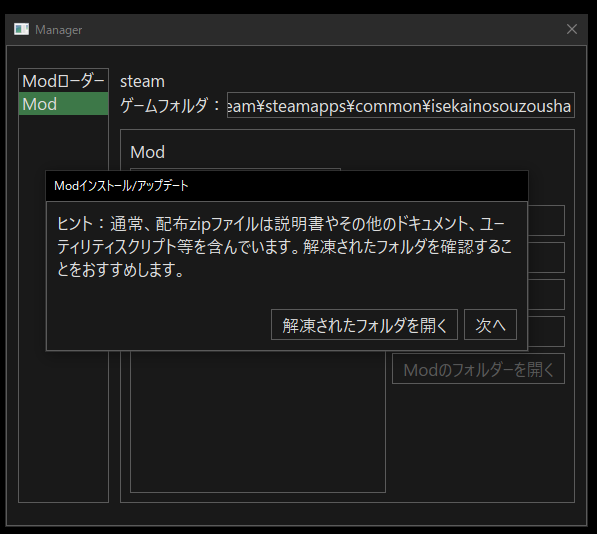 Manager
Modローダー
Mod
steam
ゲームフォルダ：
eam¥steamapps¥common¥isekainosouzousha
Mod
Modインストール/アップデート
ヒント：通常、配布zipファイルは説明書やその他のドキュメント、ユー
ティリティスクリプト等を含んでいます。解凍されたフォルダを確認するこ
とをおすすめします。
解凍されたフォルダを開く
次へ
Modのフォルダーを開く